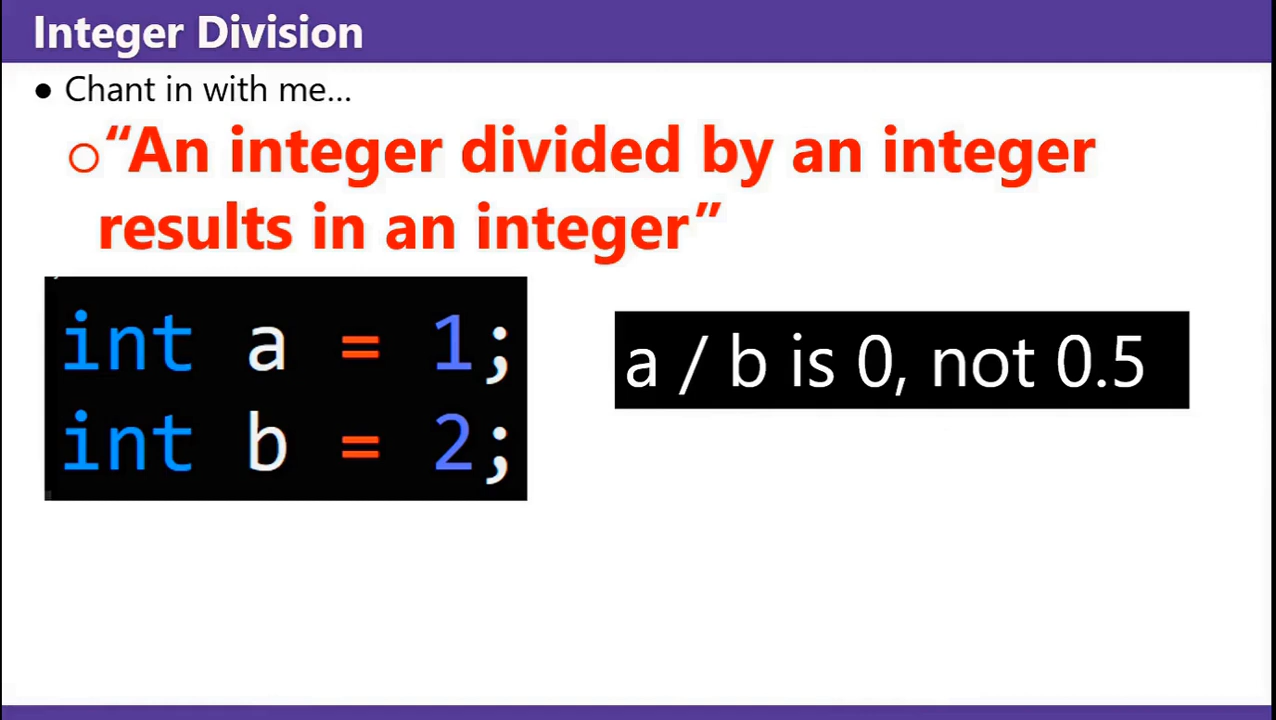 Integer Division
● Chant in with me...
○“An integer divided by an integer
results in an integer”
int a = 1;
int b = 2;
a / b is 0, not 0.5